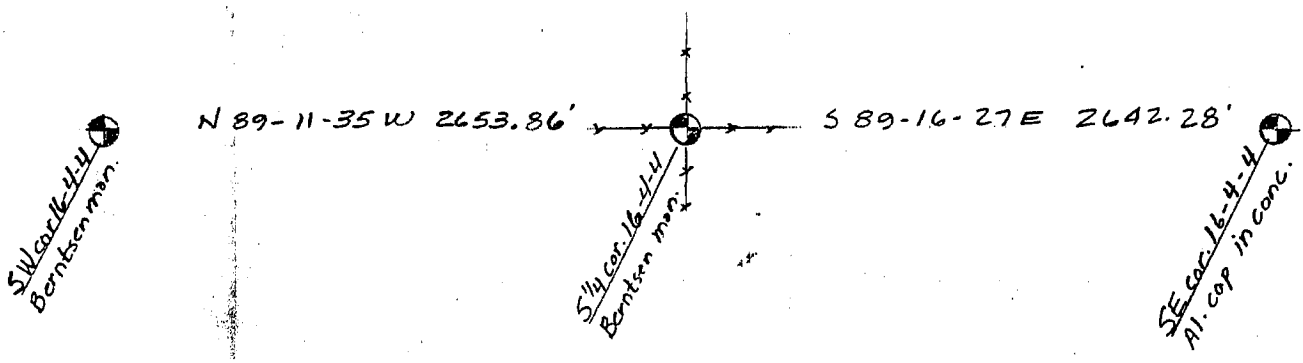 N 89-11-35 W 2653.86'
S 89-16-27 E 2642.28'
SW cor 16-4-4
Berntsen mon.
S 1/4 cor. 16-4-4
Berntsen mon.
SE cor. 16-4-4
Al. cap in conc.